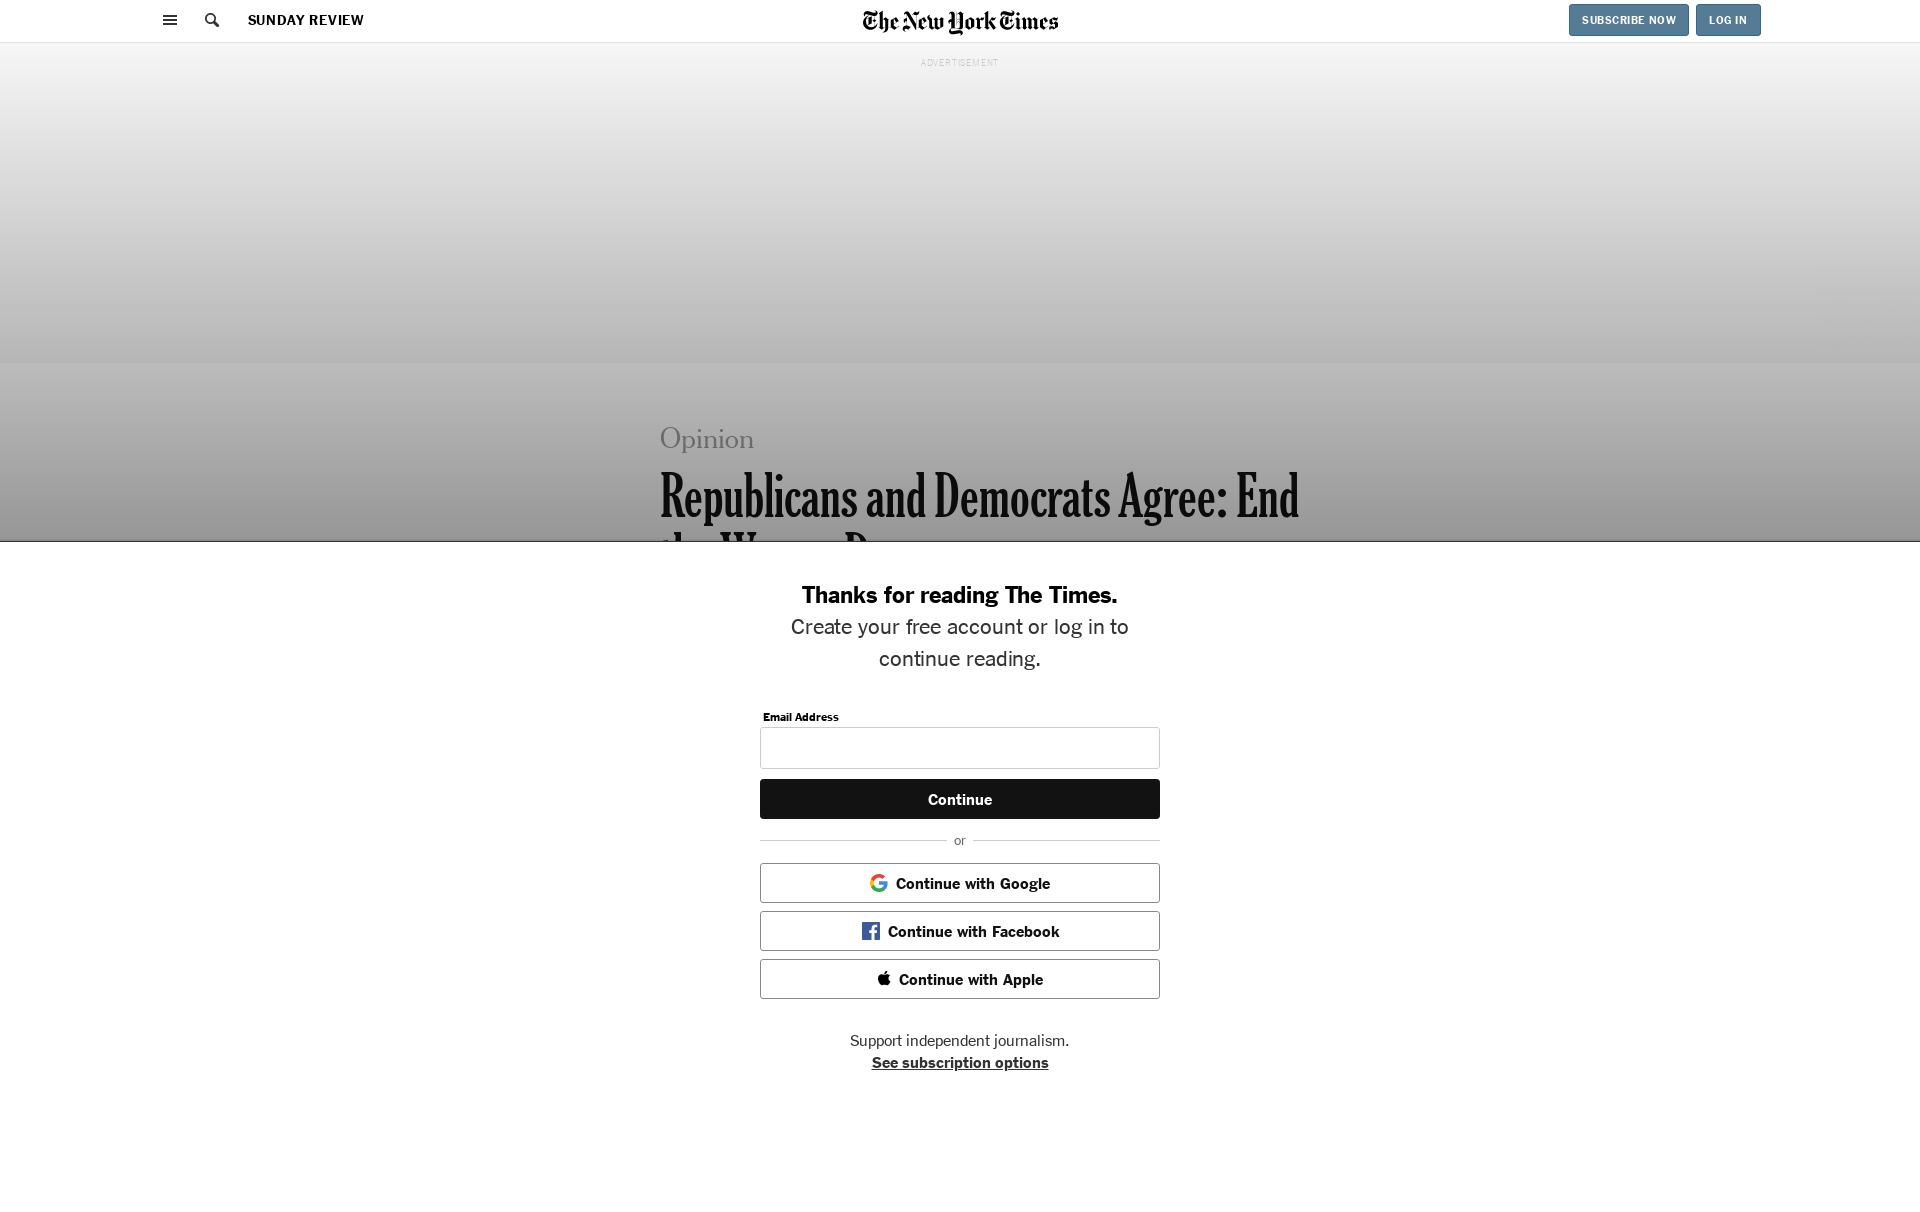 SUNDAY REVIEW
The New York Times
SUBSCRIBE NOW
LOG IN
ADVERTISEMENT
Opinion
Republicans and Democrats Agree: End
Thanks for reading The Times.
Create your free account or log in to
continue reading.
Email Address
Continue
or
Continue with Google
Continue with Facebook
Continue with Apple
Support independent journalism.
See subscription options